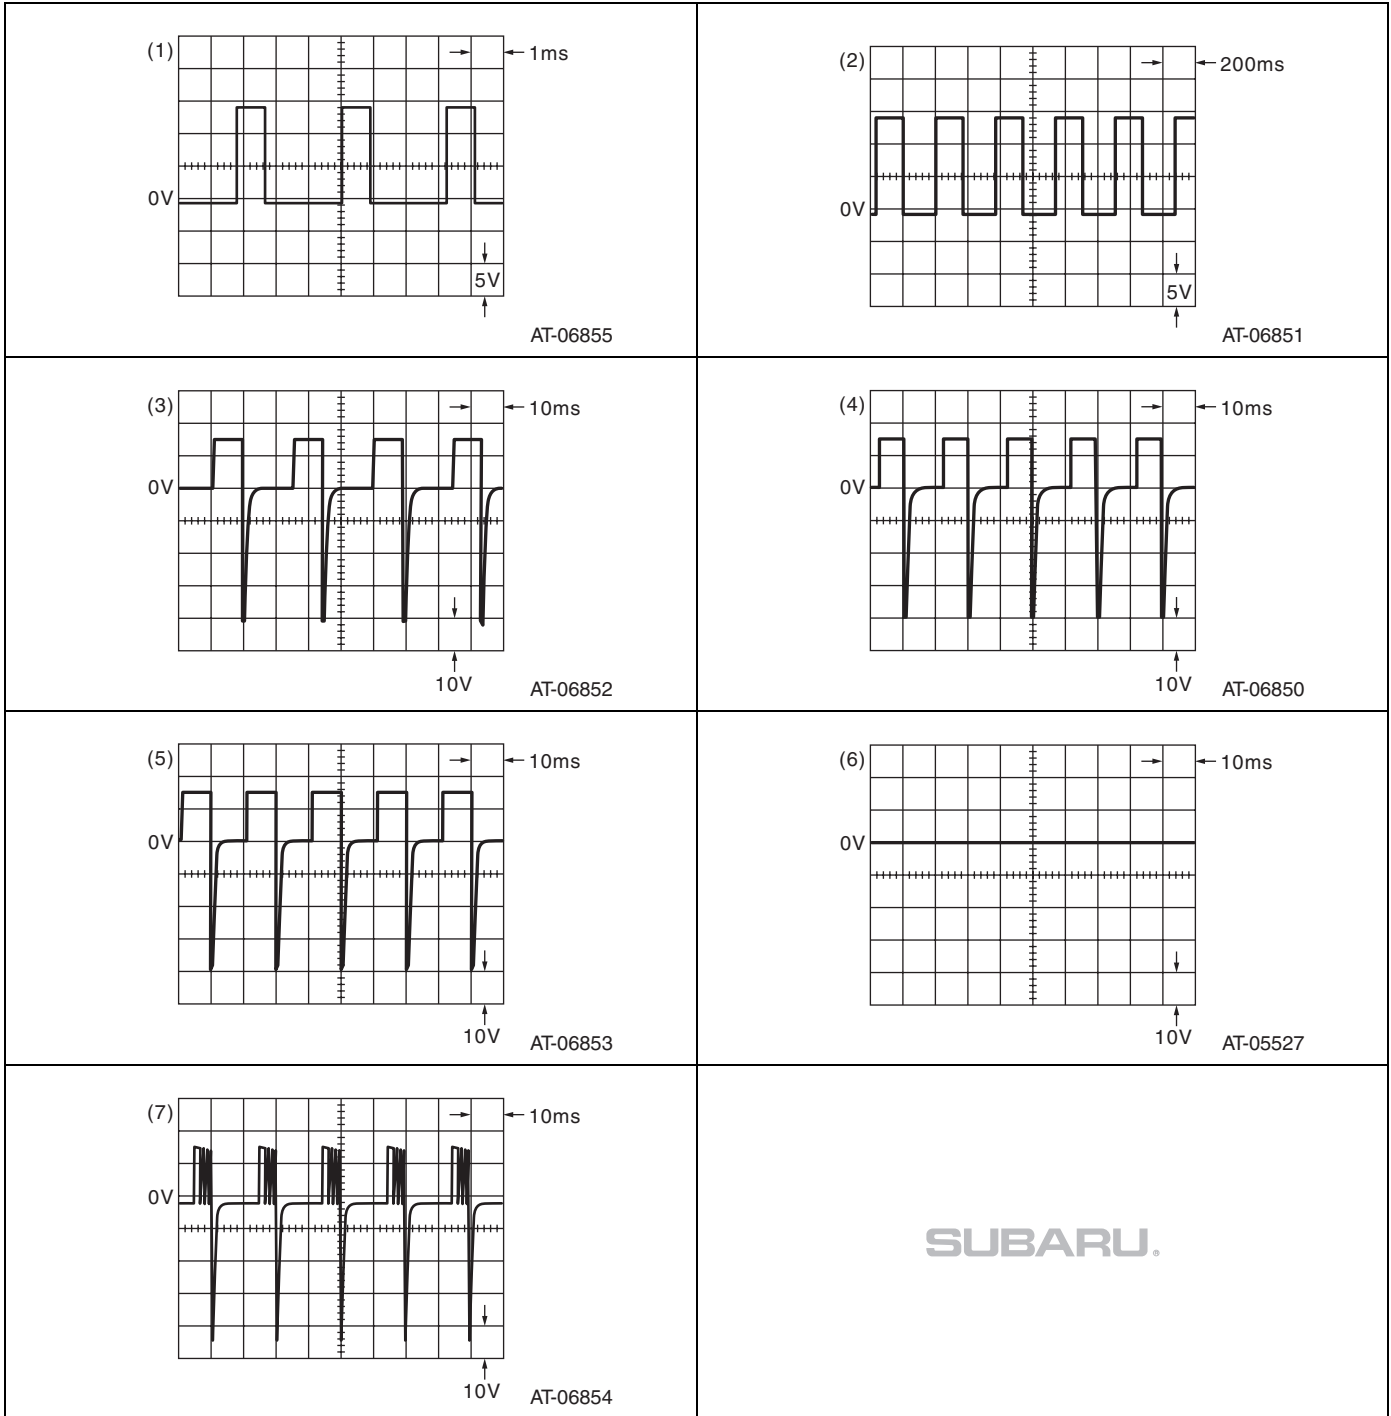 (1)
1ms
0V
5V
AT-06855
(2)
200ms
0V
5V
AT-06851
(3)
10ms
0V
10V
AT-06852
(4)
10ms
0V
10V
AT-06850
(5)
10ms
0V
10V
AT-06853
(6)
10ms
0V
10V
AT-05527
(7)
10ms
0V
10V
AT-06854
SUBARU®